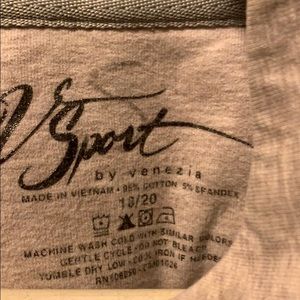 V Sport
by venezia
MADE IN VIETNAM • 95% COTTON 5% SPANDEX
18/20
MACHINE WASH COLD WITH SIMILAR COLORS
GENTLE CYCLE • DO NOT BLEACH
TUMBLE DRY LOW • COOL IRON IF NEEDED